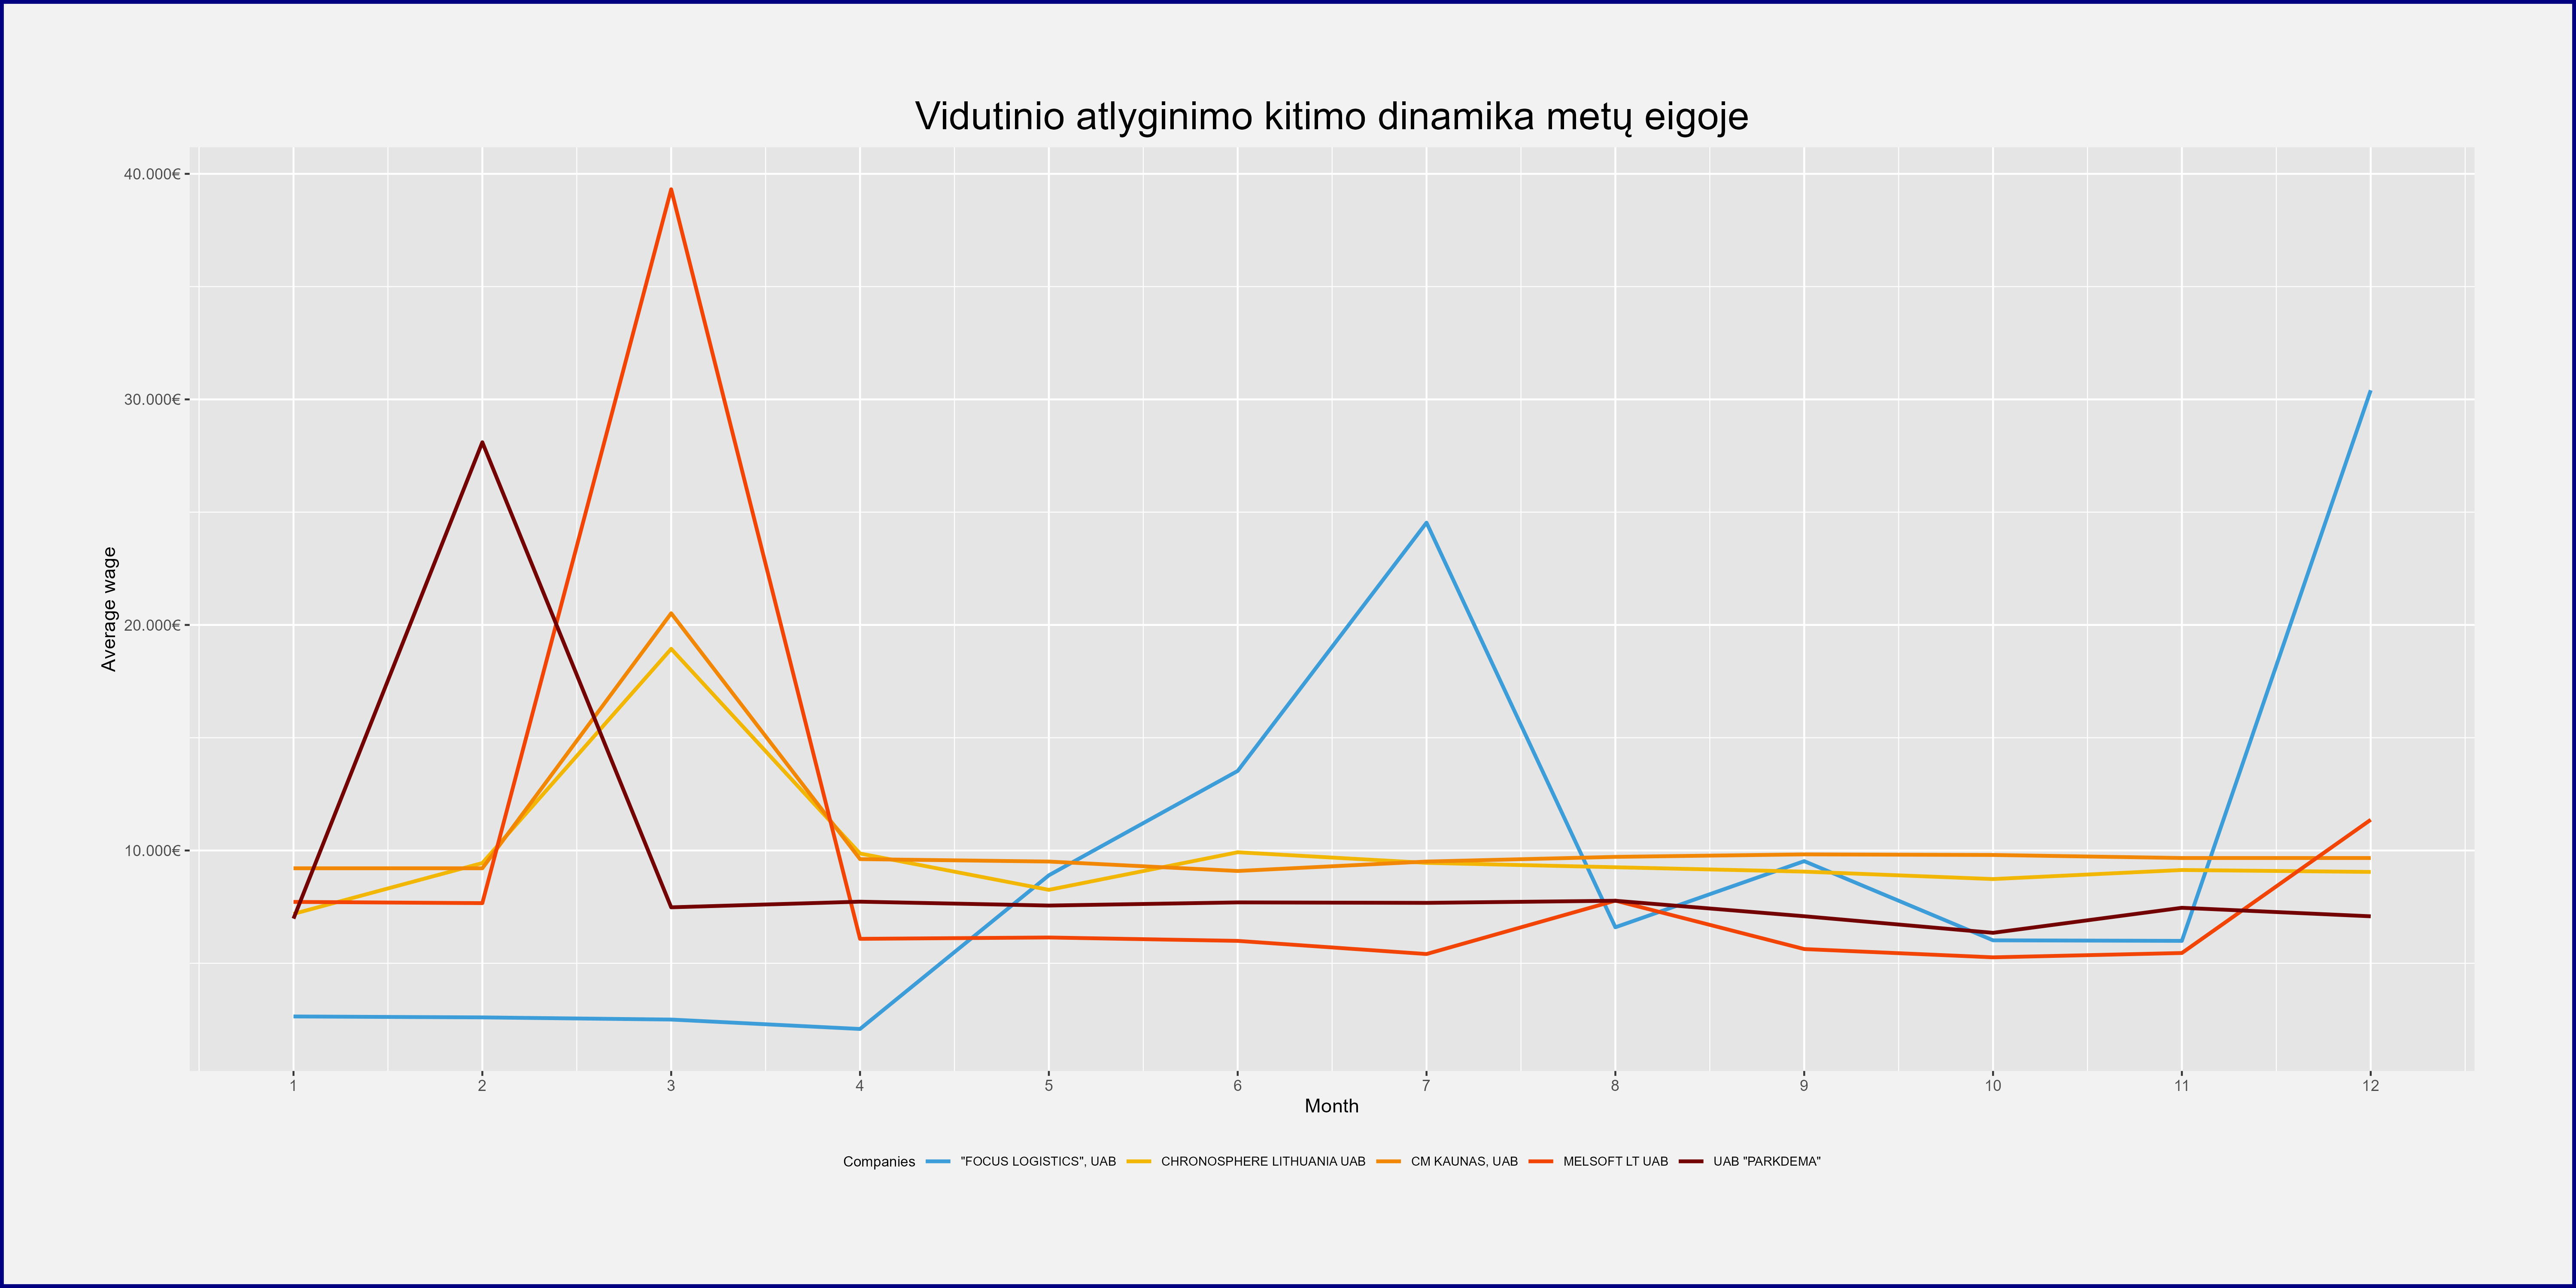 Vidutinio atlyginimo kitimo dinamika metų eigoje
40.000€
30.000€
20.000€
10.000€
Average wage
1 2 3 4 5 6 7 8 9 10 11 12
Month
Companies "FOCUS LOGISTICS", UAB CHRONOSPHERE LITHUANIA UAB CM KAUNAS, UAB MELSOFT LT UAB UAB "PARKDEMA"